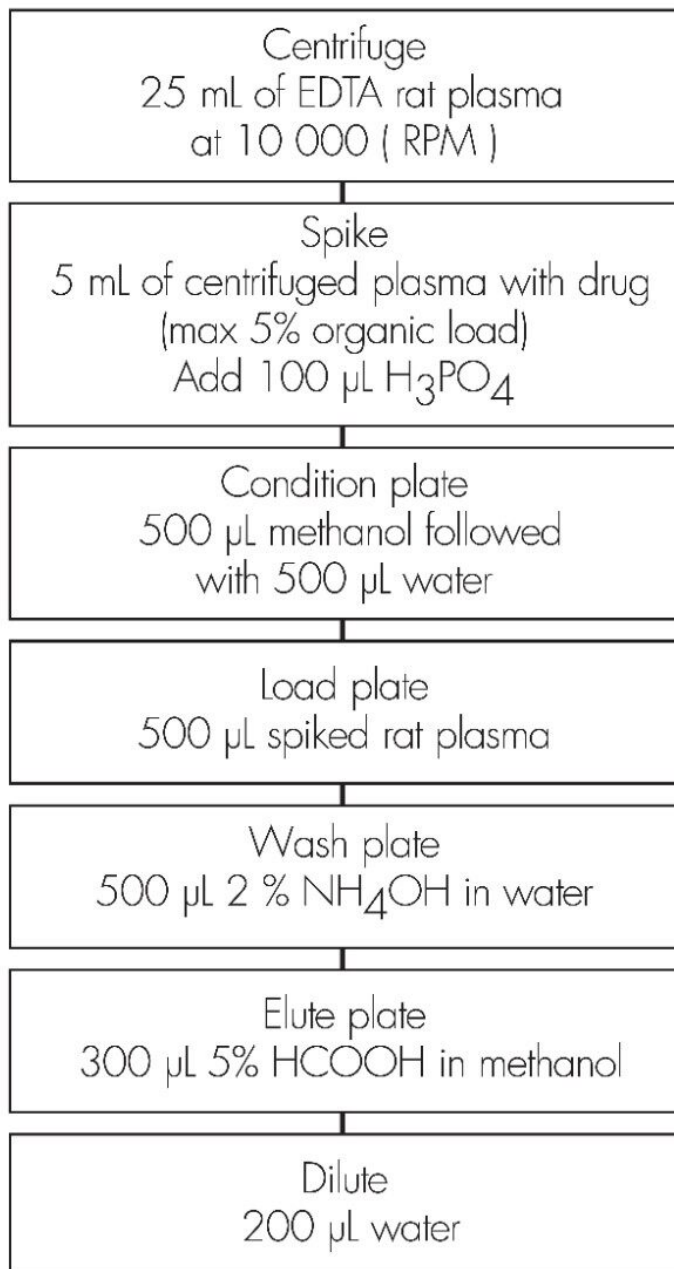 Centrifuge
25 mL of EDTA rat plasma
at 10 000 ( RPM )
Spike
5 mL of centrifuged plasma with drug
(max 5% organic load)
Add 100 µL H₃PO₄
Condition plate
500 µL methanol followed
with 500 µL water
Load plate
500 µL spiked rat plasma
Wash plate
500 µL 2 % NH₄OH in water
Elute plate
300 µL 5% HCOOH in methanol
Dilute
200 µL water